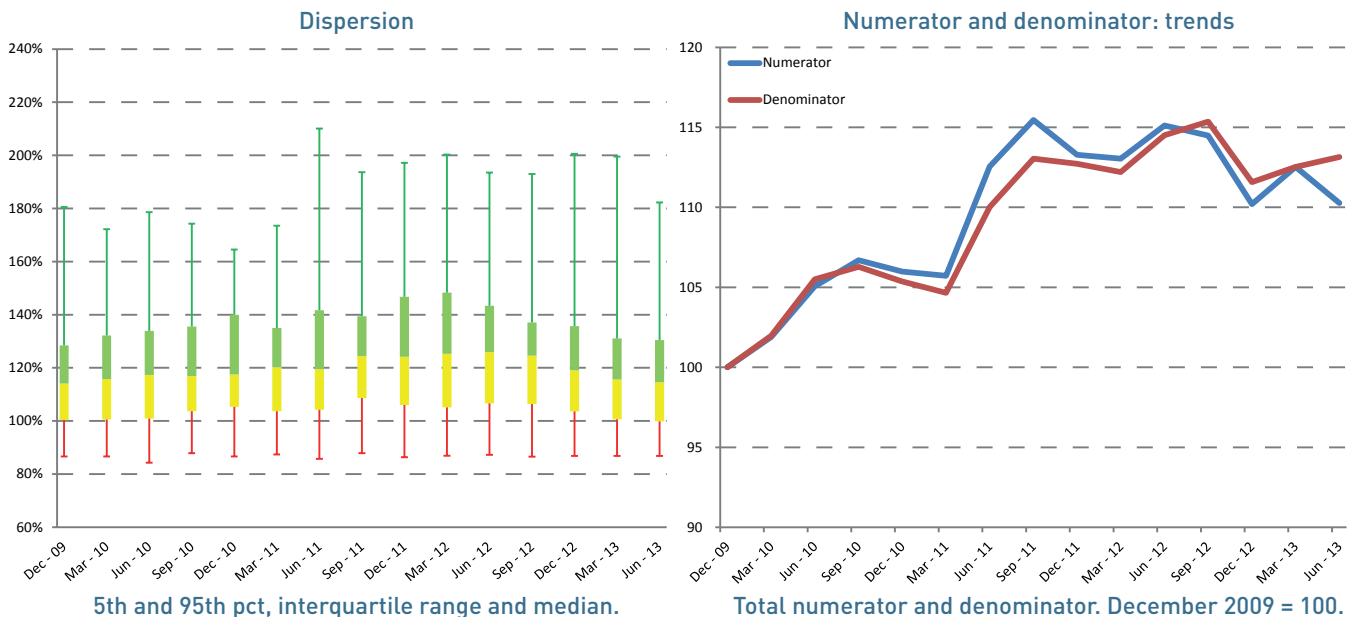 Dispersion
240%
220%
200%
180%
160%
140%
120%
100%
80%
60%
Dec - 09
Mar - 10
Jun - 10
Sep - 10
Dec - 10
Mar - 11
Jun - 11
Sep - 11
Dec - 11
Mar - 12
Jun - 12
Sep - 12
Dec - 12
Mar - 13
Jun - 13
5th and 95th pct, interquartile range and median.
Numerator and denominator: trends
120
115
110
105
100
95
90
Numerator
Denominator
Dec - 09
Mar - 10
Jun - 10
Sep - 10
Dec - 10
Mar - 11
Jun - 11
Sep - 11
Dec - 11
Mar - 12
Jun - 12
Sep - 12
Dec - 12
Mar - 13
Jun - 13
Total numerator and denominator. December 2009 = 100.